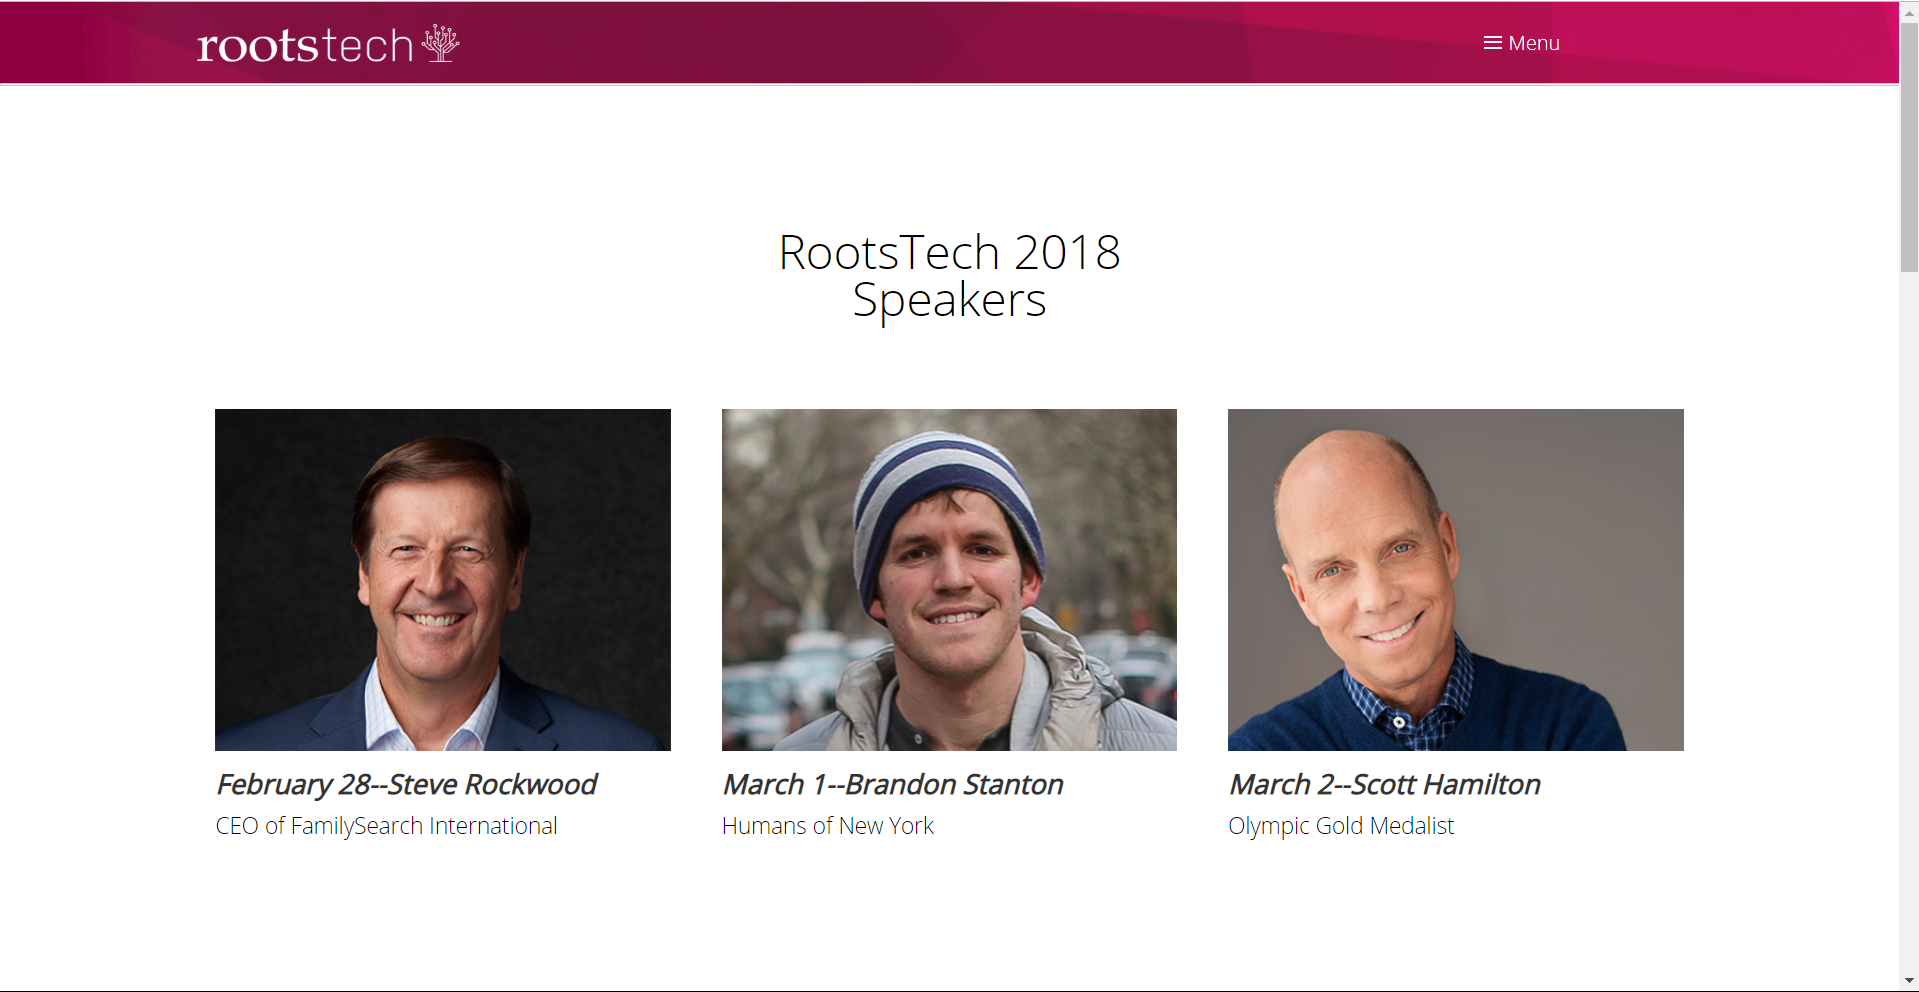 rootstech
Menu
RootsTech 2018
Speakers
February 28--Steve Rockwood
CEO of FamilySearch International
March 1--Brandon Stanton
Humans of New York
March 2--Scott Hamilton
Olympic Gold Medalist